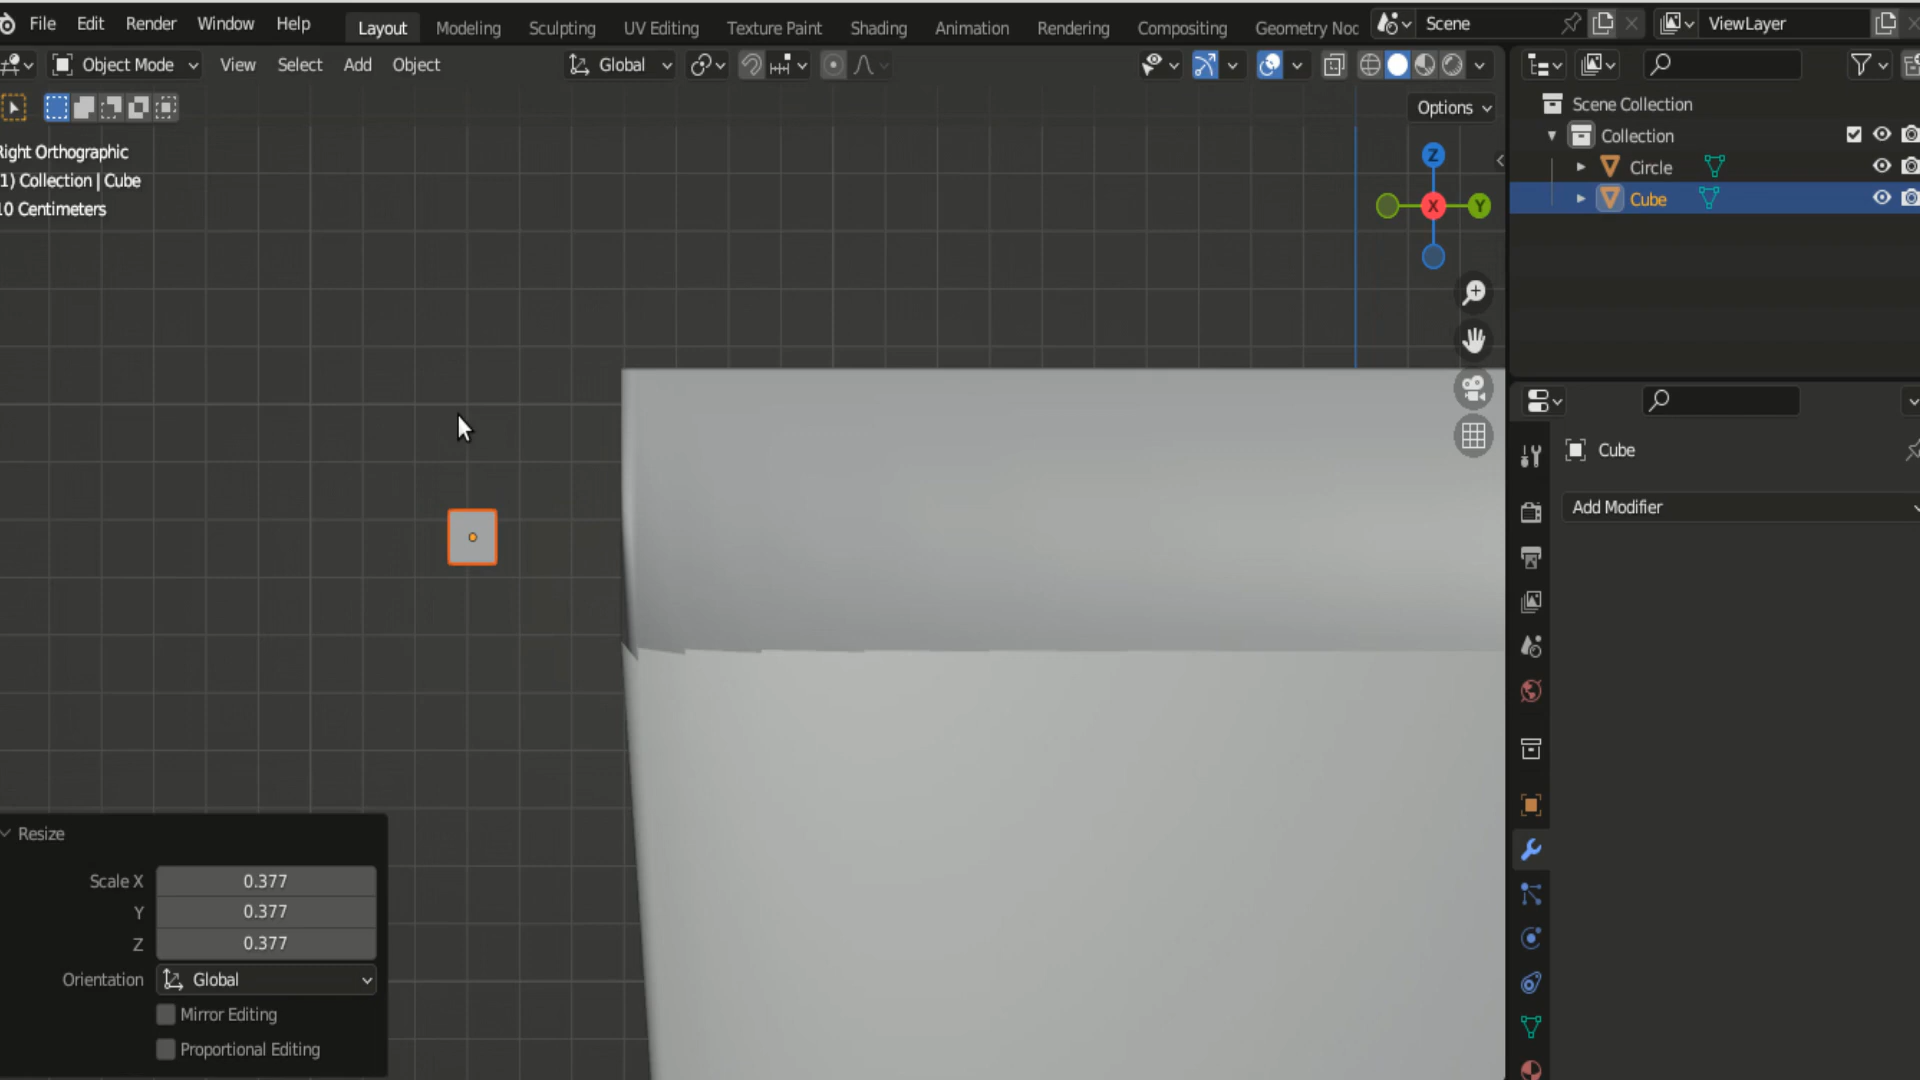 File Edit Render Window Help Layout Modeling Sculpting UV Editing Texture Paint Shading Animation Rendering Compositing Geometry Noc Scene ViewLayer
Object Mode View Select Add Object Global
Options
Right Orthographic
1) Collection | Cube
10 Centimeters
Z
X
Y
Scene Collection
Collection
Circle
Cube
Cube
Add Modifier
Resize
Scale X 0.377
Y 0.377
Z 0.377
Orientation Global
Mirror Editing
Proportional Editing